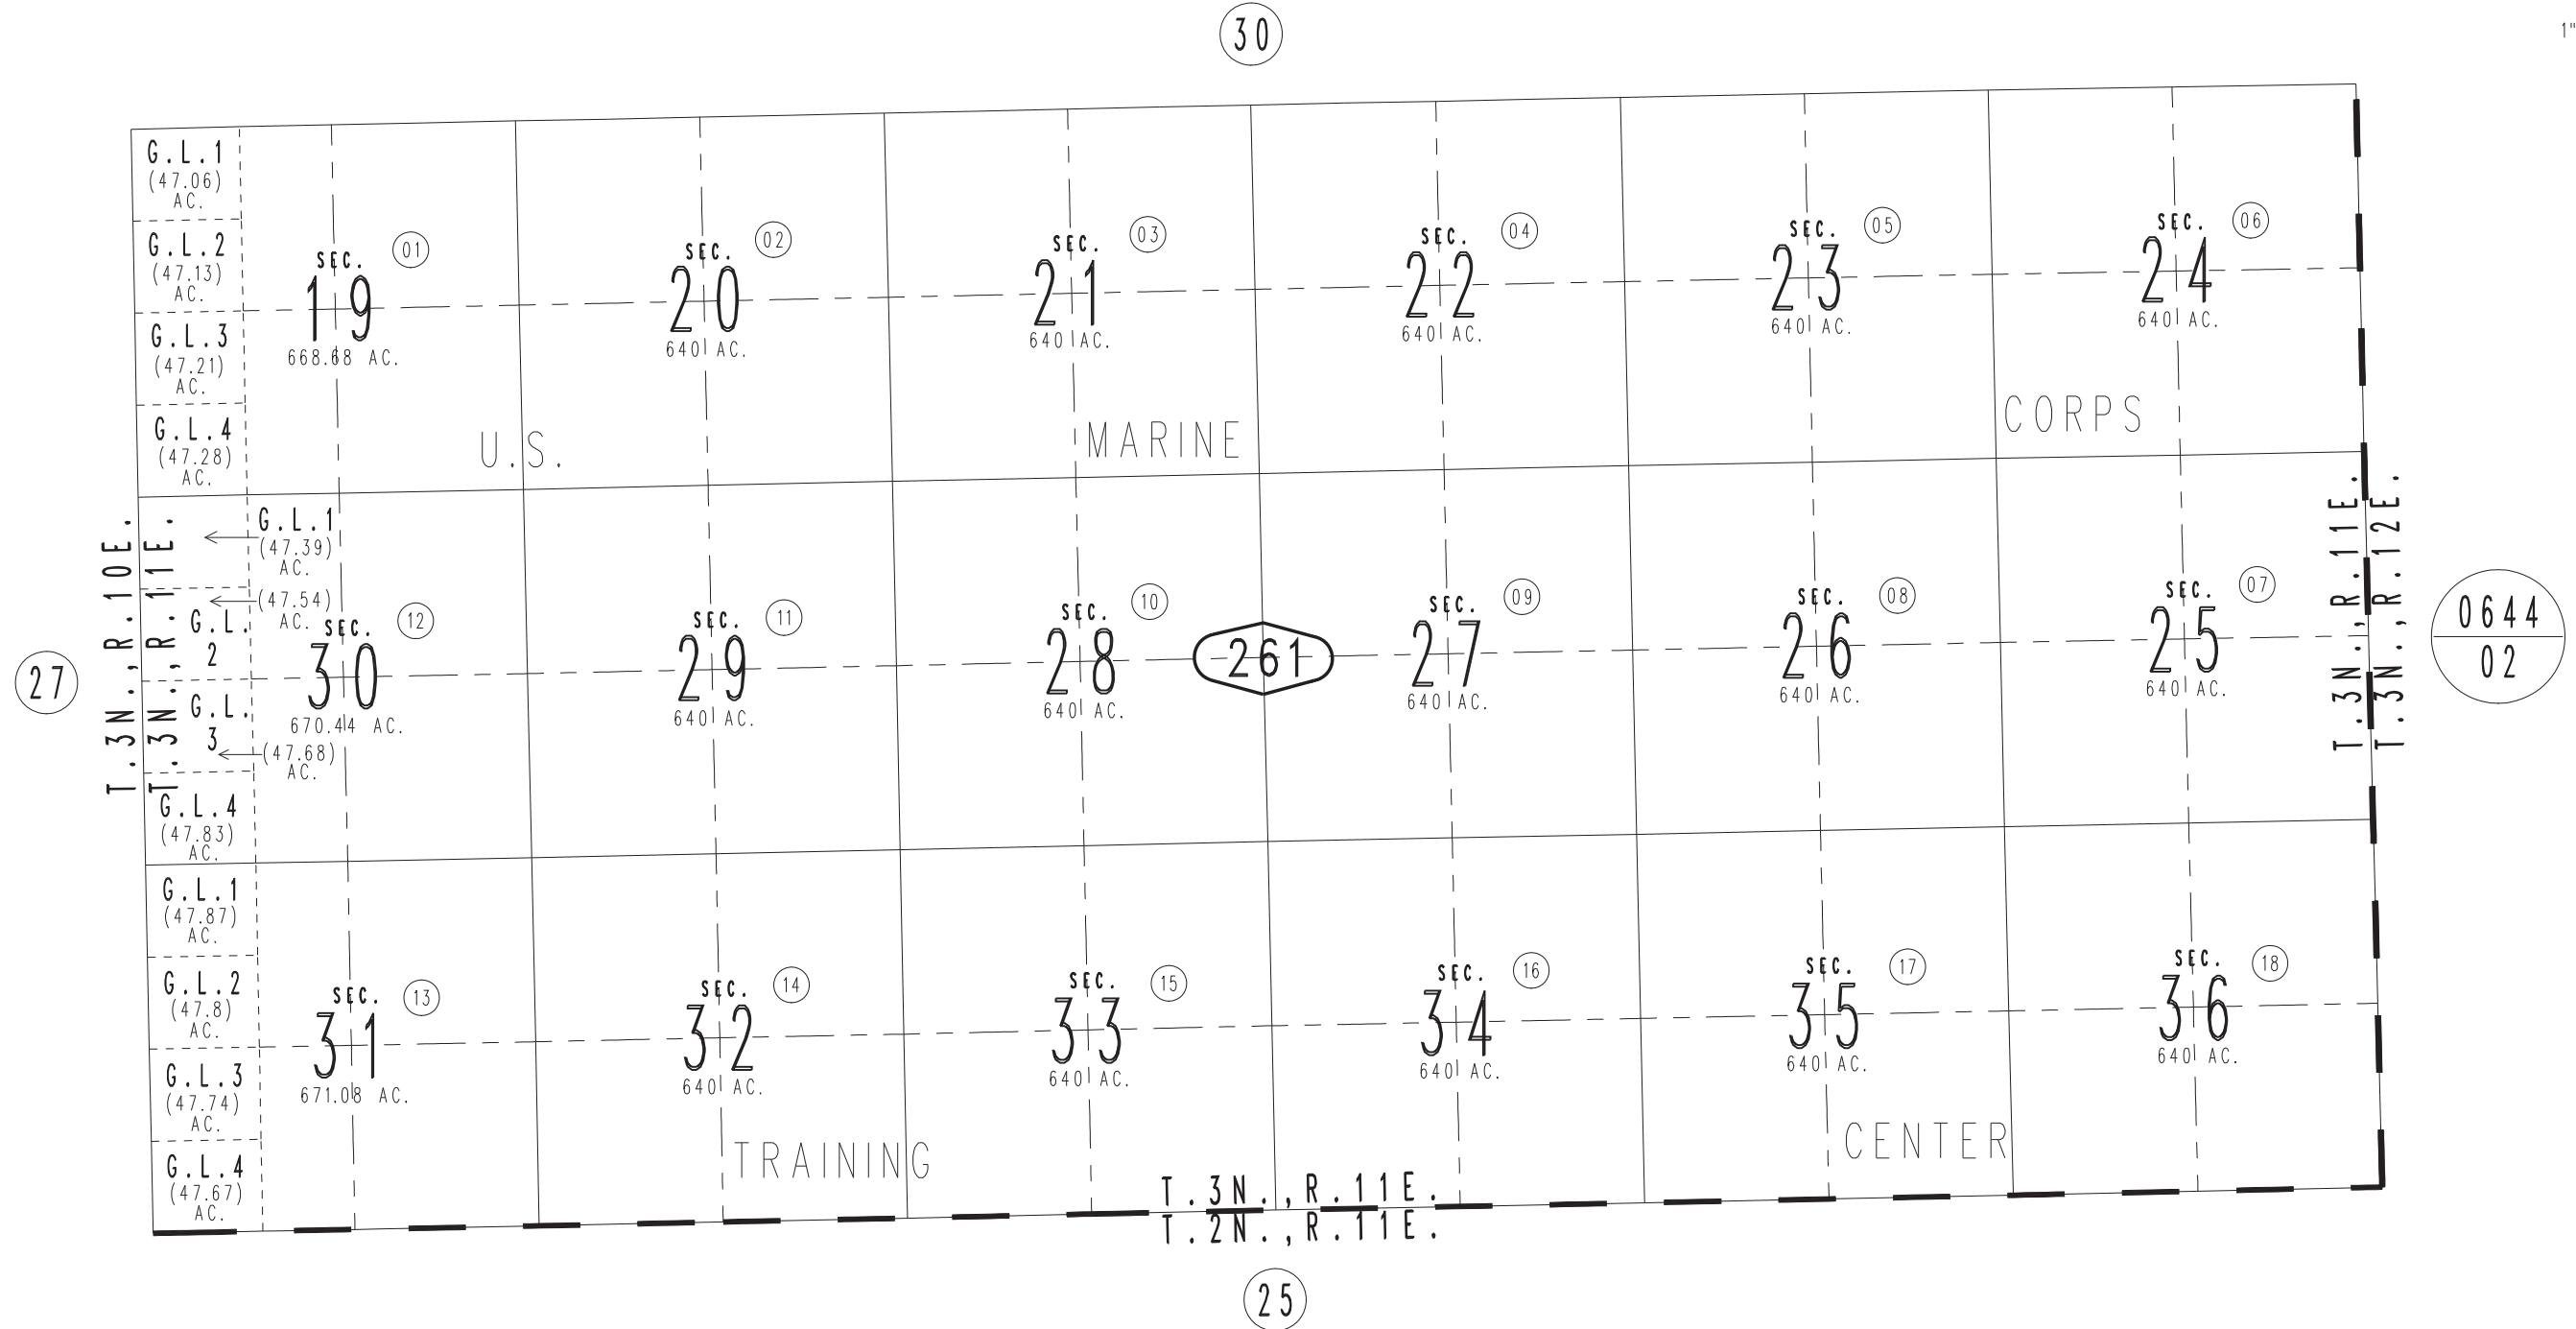 30
1"
G.L.1
(47.06)
AC.
G.L.2
(47.13)
AC.
G.L.3
(47.21)
AC.
G.L.4
(47.28)
AC.
SEC.
19
668.68 AC.
01
SEC.
20
640 AC.
02
SEC.
21
640 AC.
03
SEC.
22
640 AC.
04
SEC.
23
640 AC.
05
SEC.
24
640 AC.
06
U.S.
MARINE
CORPS
T.3N.,R.10E.
T.3N.,R.11E.
27
G.L.1
(47.39)
AC.
(47.54)
AC.
G.L.
2
G.L.
3
(47.68)
AC.
G.L.4
(47.83)
AC.
SEC.
30
670.44 AC.
12
SEC.
29
640 AC.
11
SEC.
28
640 AC.
10
261
SEC.
27
640 AC.
09
SEC.
26
640 AC.
08
SEC.
25
640 AC.
07
T.3N.,R.11E.
T.3N.,R.12E.
0644
02
G.L.1
(47.87)
AC.
G.L.2
(47.8)
AC.
G.L.3
(47.74)
AC.
G.L.4
(47.67)
AC.
SEC.
31
671.08 AC.
13
SEC.
32
640 AC.
14
SEC.
33
640 AC.
15
SEC.
34
640 AC.
16
SEC.
35
640 AC.
17
SEC.
36
640 AC.
18
TRAINING
CENTER
T.3N.,R.11E.
T.2N.,R.11E.
25